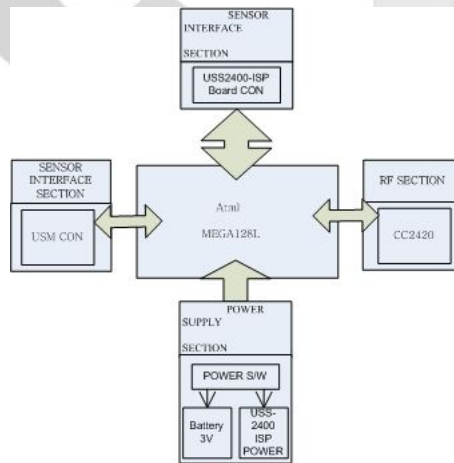 SENSOR
INTERFACE
SECTION
USS2400-ISP
Board CON
SENSOR
INTERFACE
SECTION
USM CON
Atml
MEGA128L
RF SECTION
CC2420
POWER
SUPPLY
SECTION
POWER S/W
Battery
3V
USS-
2400
ISP
POWER